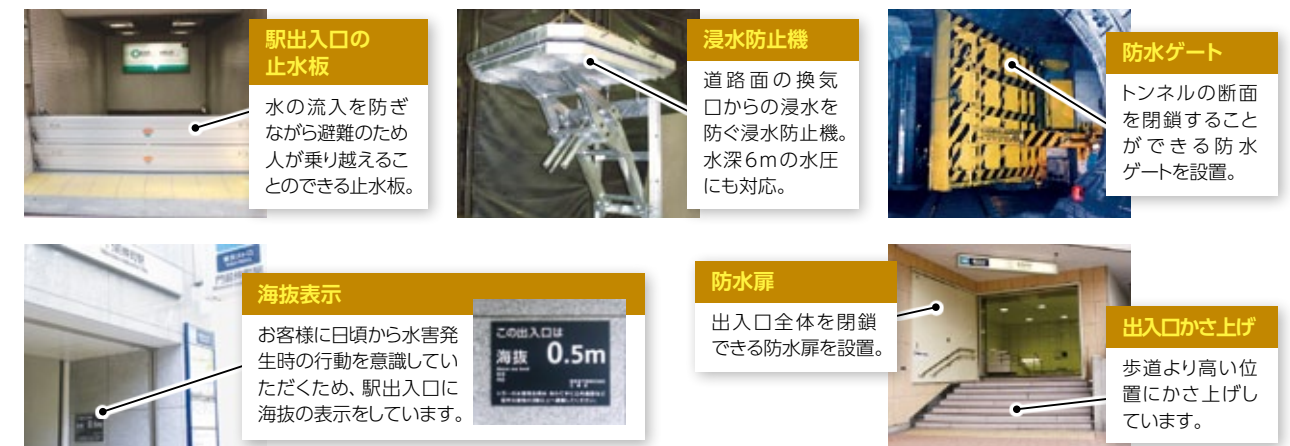 駅出入口の
止水板
水の流入を防ぎ
ながら避難のため
人が乗り越えるこ
とのできる止水板。
浸水防止機
道路面の換気
口からの浸水を
防ぐ浸水防止機。
水深6mの水圧
にも対応。
防水ゲート
トンネルの断面
を閉鎖すること
ができる防水
ゲートを設置。
海抜表示
お客様に日頃から水害発
生時の行動を意識してい
ただくため、駅出入口に
海抜の表示をしています。
この出入口は
海抜 0.5m
防水扉
出入口全体を閉鎖
できる防水扉を設置。
出入口かさ上げ
歩道より高い位
置にかさ上げし
ています。